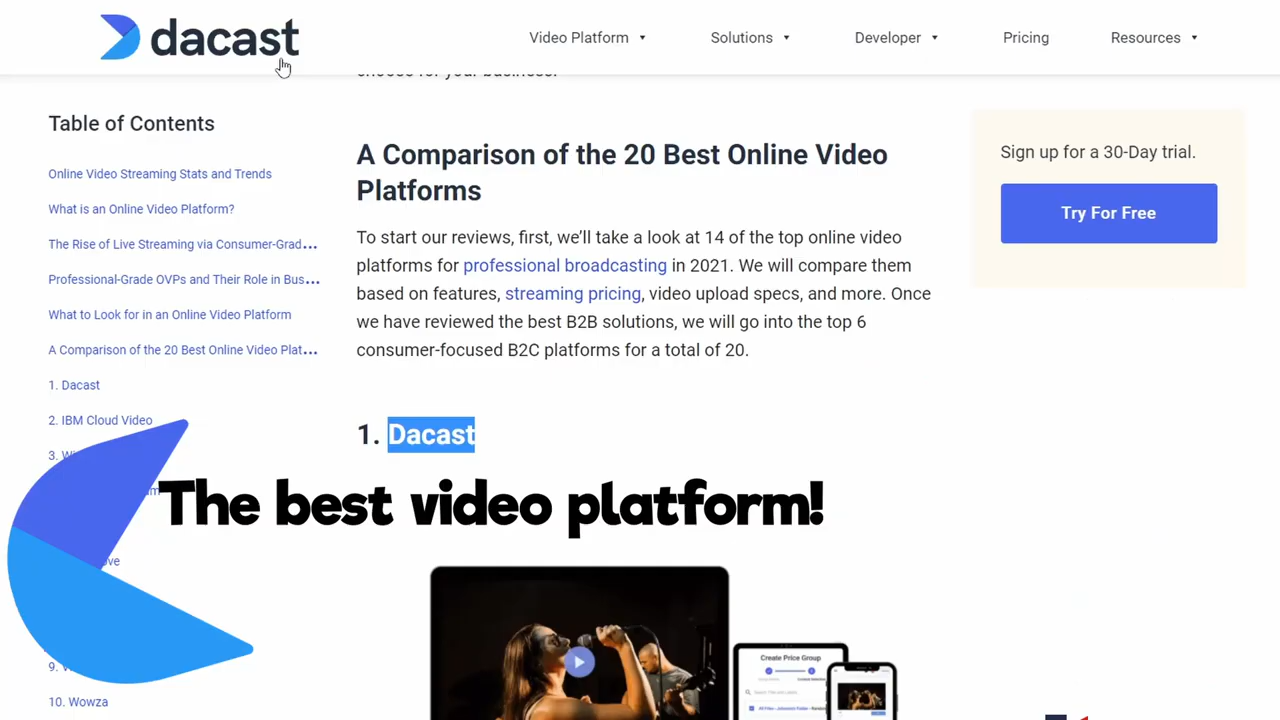 dacast
Video Platform
Solutions
Developer
Pricing
Resources
choose for your business.
Table of Contents
Online Video Streaming Stats and Trends
What is an Online Video Platform?
The Rise of Live Streaming via Consumer-Grad...
Professional-Grade OVPs and Their Role in Bus...
What to Look for in an Online Video Platform
A Comparison of the 20 Best Online Video Plat...
1. Dacast
2. IBM Cloud Video
3.
9.
10. Wowza
A Comparison of the 20 Best Online Video
Platforms
To start our reviews, first, we’ll take a look at 14 of the top online video
platforms for professional broadcasting in 2021. We will compare them
based on features, streaming pricing, video upload specs, and more. Once
we have reviewed the best B2B solutions, we will go into the top 6
consumer-focused B2C platforms for a total of 20.
1. Dacast
The best video platform!
Create Price Group
Sign up for a 30-Day trial.
Try For Free